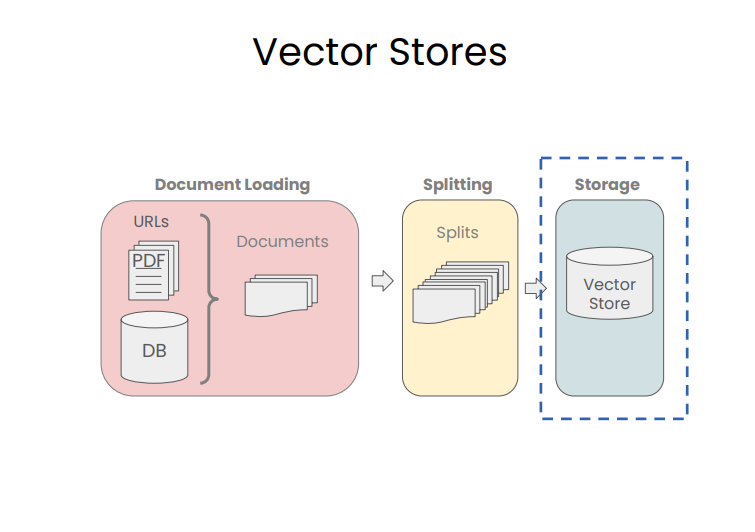 Vector Stores
Document Loading
URLs
PDF
DB
Documents
Splitting
Splits
Storage
Vector
Store